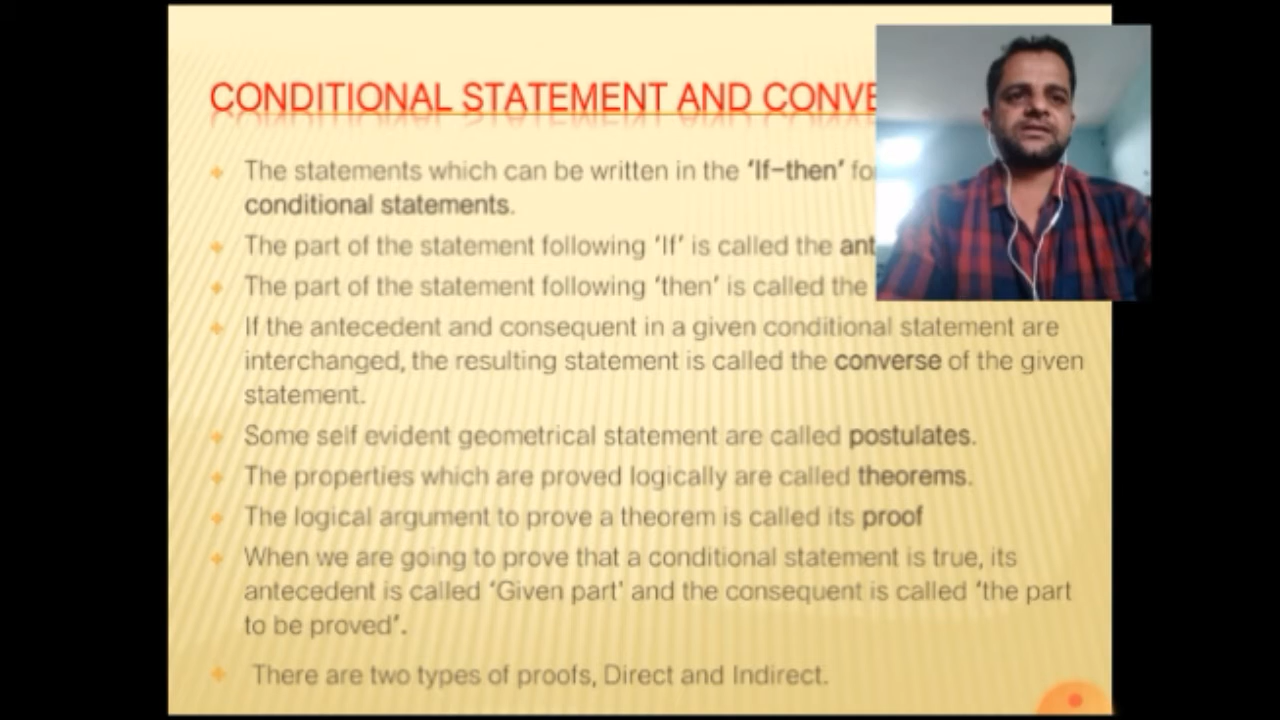 CONDITIONAL STATEMENT AND CONVE
The statements which can be written in the ‘If-then’ fo
conditional statements.
The part of the statement following ‘If’ is called the ant
The part of the statement following ‘then’ is called the
If the antecedent and consequent in a given conditional statement are
interchanged, the resulting statement is called the converse of the given
statement.
Some self evident geometrical statement are called postulates.
The properties which are proved logically are called theorems.
The logical argument to prove a theorem is called its proof
When we are going to prove that a conditional statement is true, its
antecedent is called ‘Given part' and the consequent is called ‘the part
to be proved’.
There are two types of proofs, Direct and Indirect.